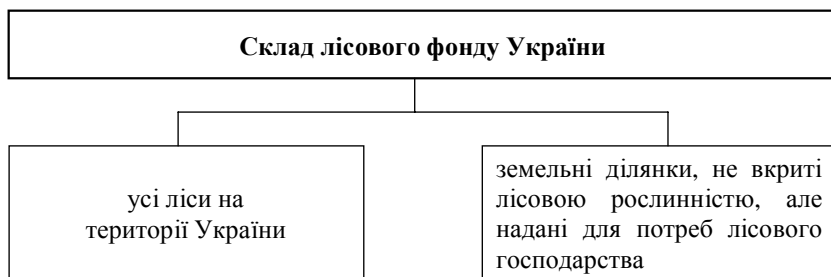 Склад лісового фонду України
усі ліси на
території України
земельні ділянки, не вкриті
лісовою рослинністю, але
надані для потреб лісового
господарства